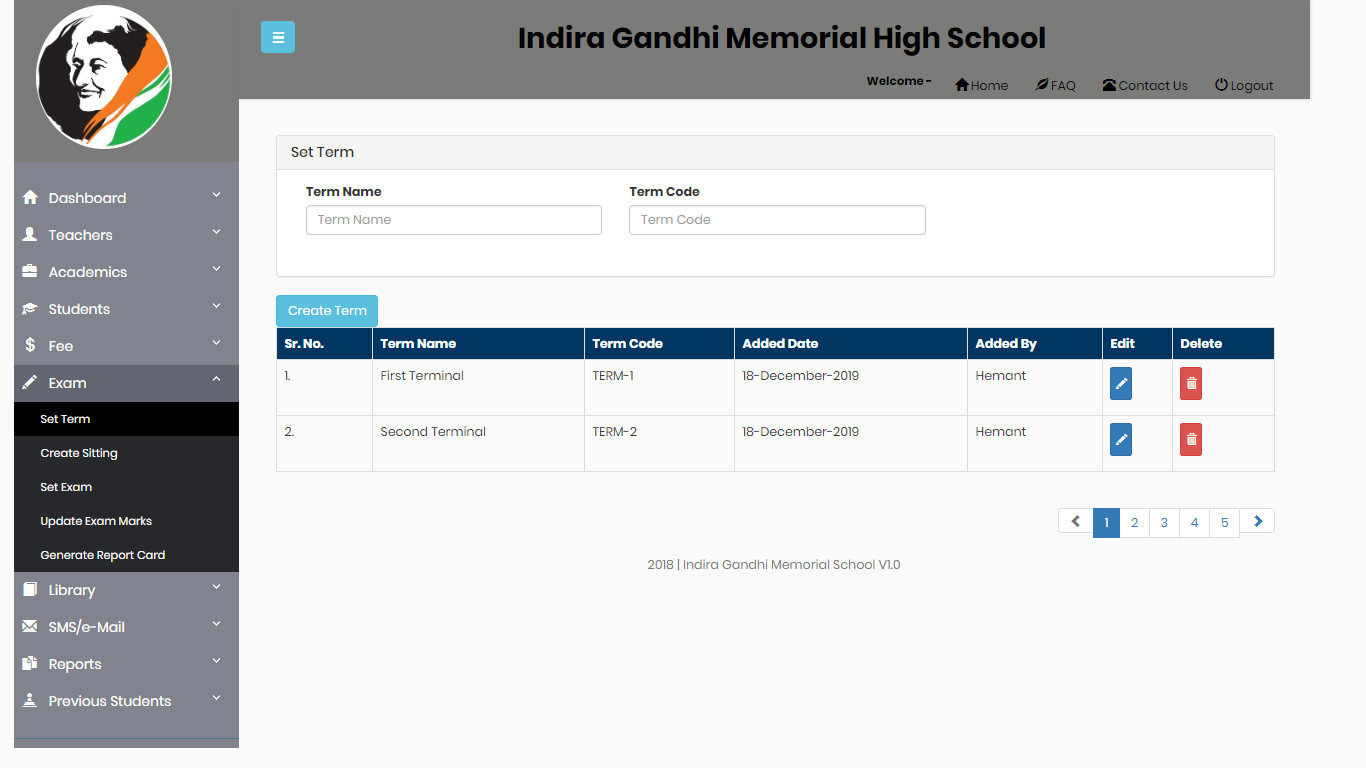 Indira Gandhi Memorial High School
Welcome -
Home
FAQ
Contact Us
Logout
Dashboard
Teachers
Academics
Students
Fee
Exam
Set Term
Create Sitting
Set Exam
Update Exam Marks
Generate Report Card
Library
SMS/e-Mail
Reports
Previous Students
Set Term
Term Name Term Code
Term Name Term Code
Create Term
Sr. No. Term Name Term Code Added Date Added By Edit Delete
1. First Terminal TERM-1 18-December-2019 Hemant
2. Second Terminal TERM-2 18-December-2019 Hemant
1 2 3 4 5
2018 | Indira Gandhi Memorial School V1.0